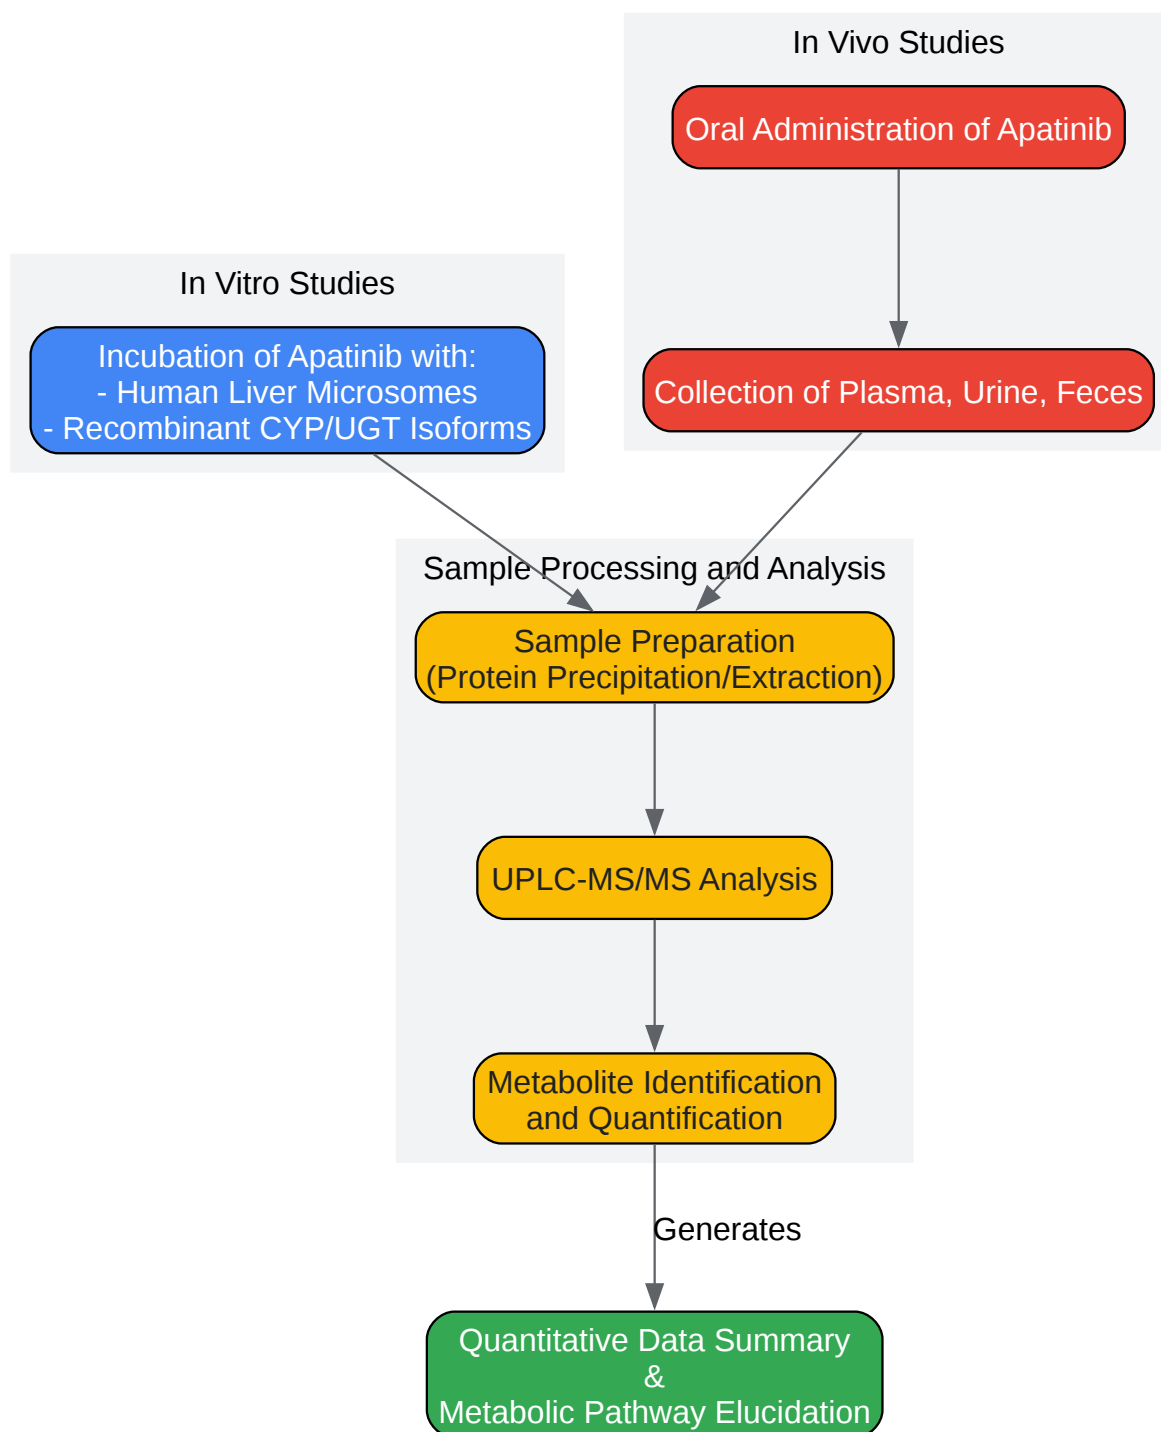 In Vivo Studies
Oral Administration of Apatinib
In Vitro Studies
Incubation of Apatinib with:
- Human Liver Microsomes
- Recombinant CYP/UGT Isoforms
Collection of Plasma, Urine, Feces
Sample Processing and Analysis
Sample Preparation
(Protein Precipitation/Extraction)
UPLC-MS/MS Analysis
Metabolite Identification
and Quantification
Generates
Quantitative Data Summary
&
Metabolic Pathway Elucidation